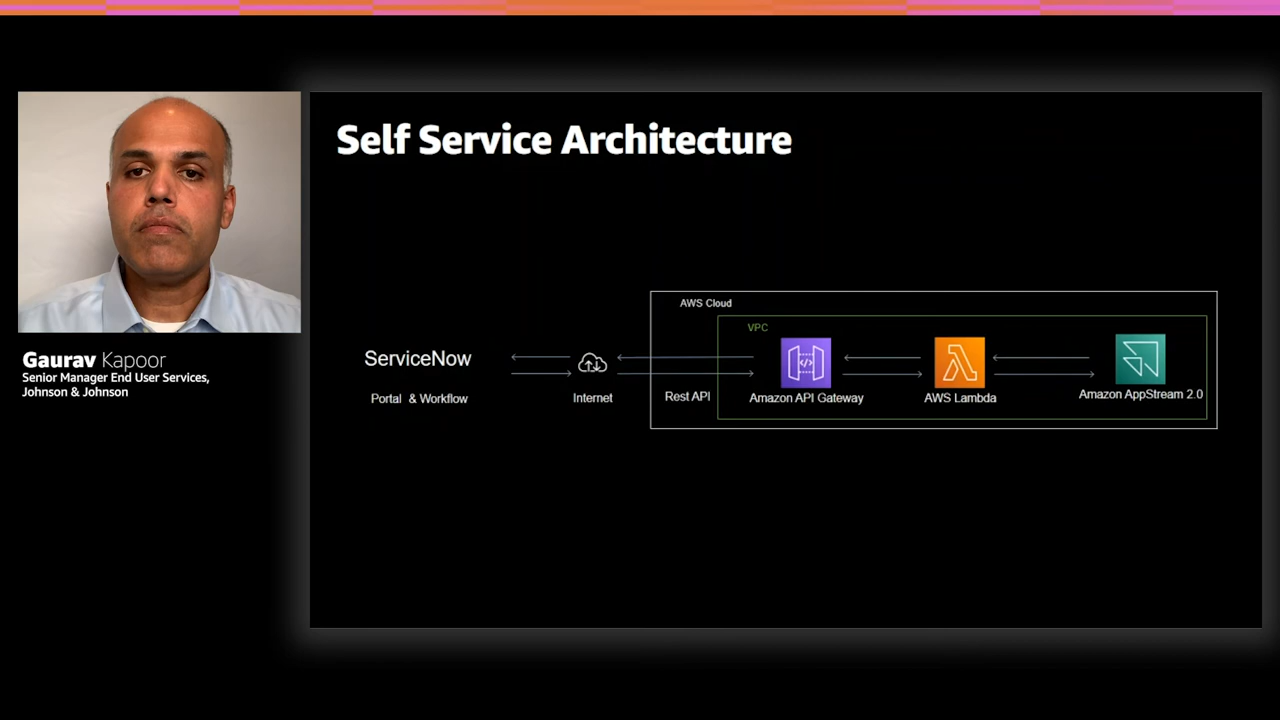 Self Service Architecture
AWS Cloud
VPC
ServiceNow
Portal & Workflow
Internet
Rest API
Amazon API Gateway
AWS Lambda
Amazon AppStream 2.0
Gaurav Kapoor
Senior Manager End User Services,
Johnson & Johnson